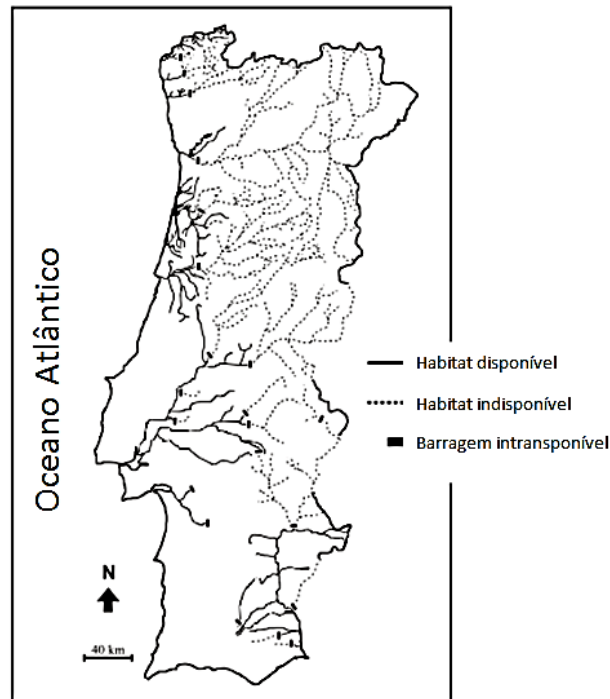 Oceano Atlântico
Habitat disponível
Habitat indisponível
Barragem intransponível
N
40 km